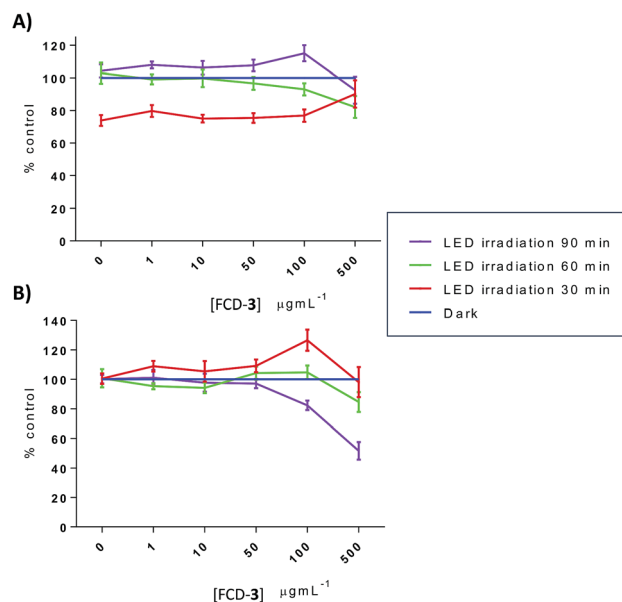 A)
120
100
80
60
40
20
0
% control
0 1 10 50 100 500
[FCD-3] μgmL⁻¹
LED irradiation 90 min
LED irradiation 60 min
LED irradiation 30 min
Dark
B)
140
120
100
80
60
40
20
0
% control
0 1 10 50 100 500
[FCD-3] μgmL⁻¹